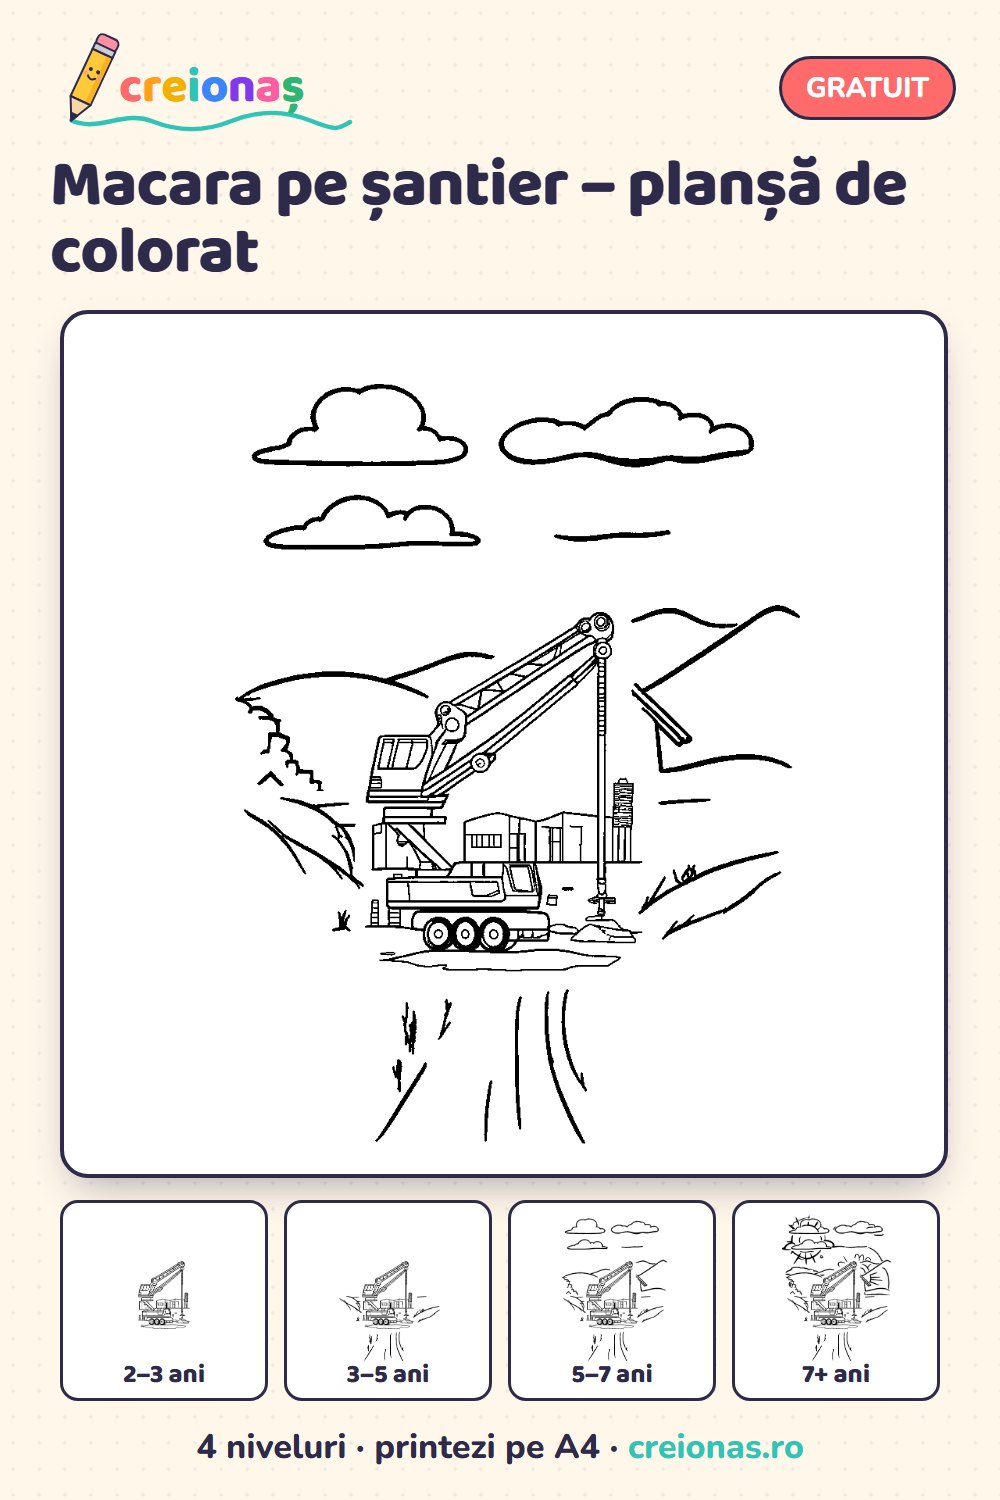 creionaș
GRATUIT
Macara pe șantier – planșă de
colorat
2–3 ani
3–5 ani
5–7 ani
7+ ani
4 niveluri · printezi pe A4 · creionas.ro